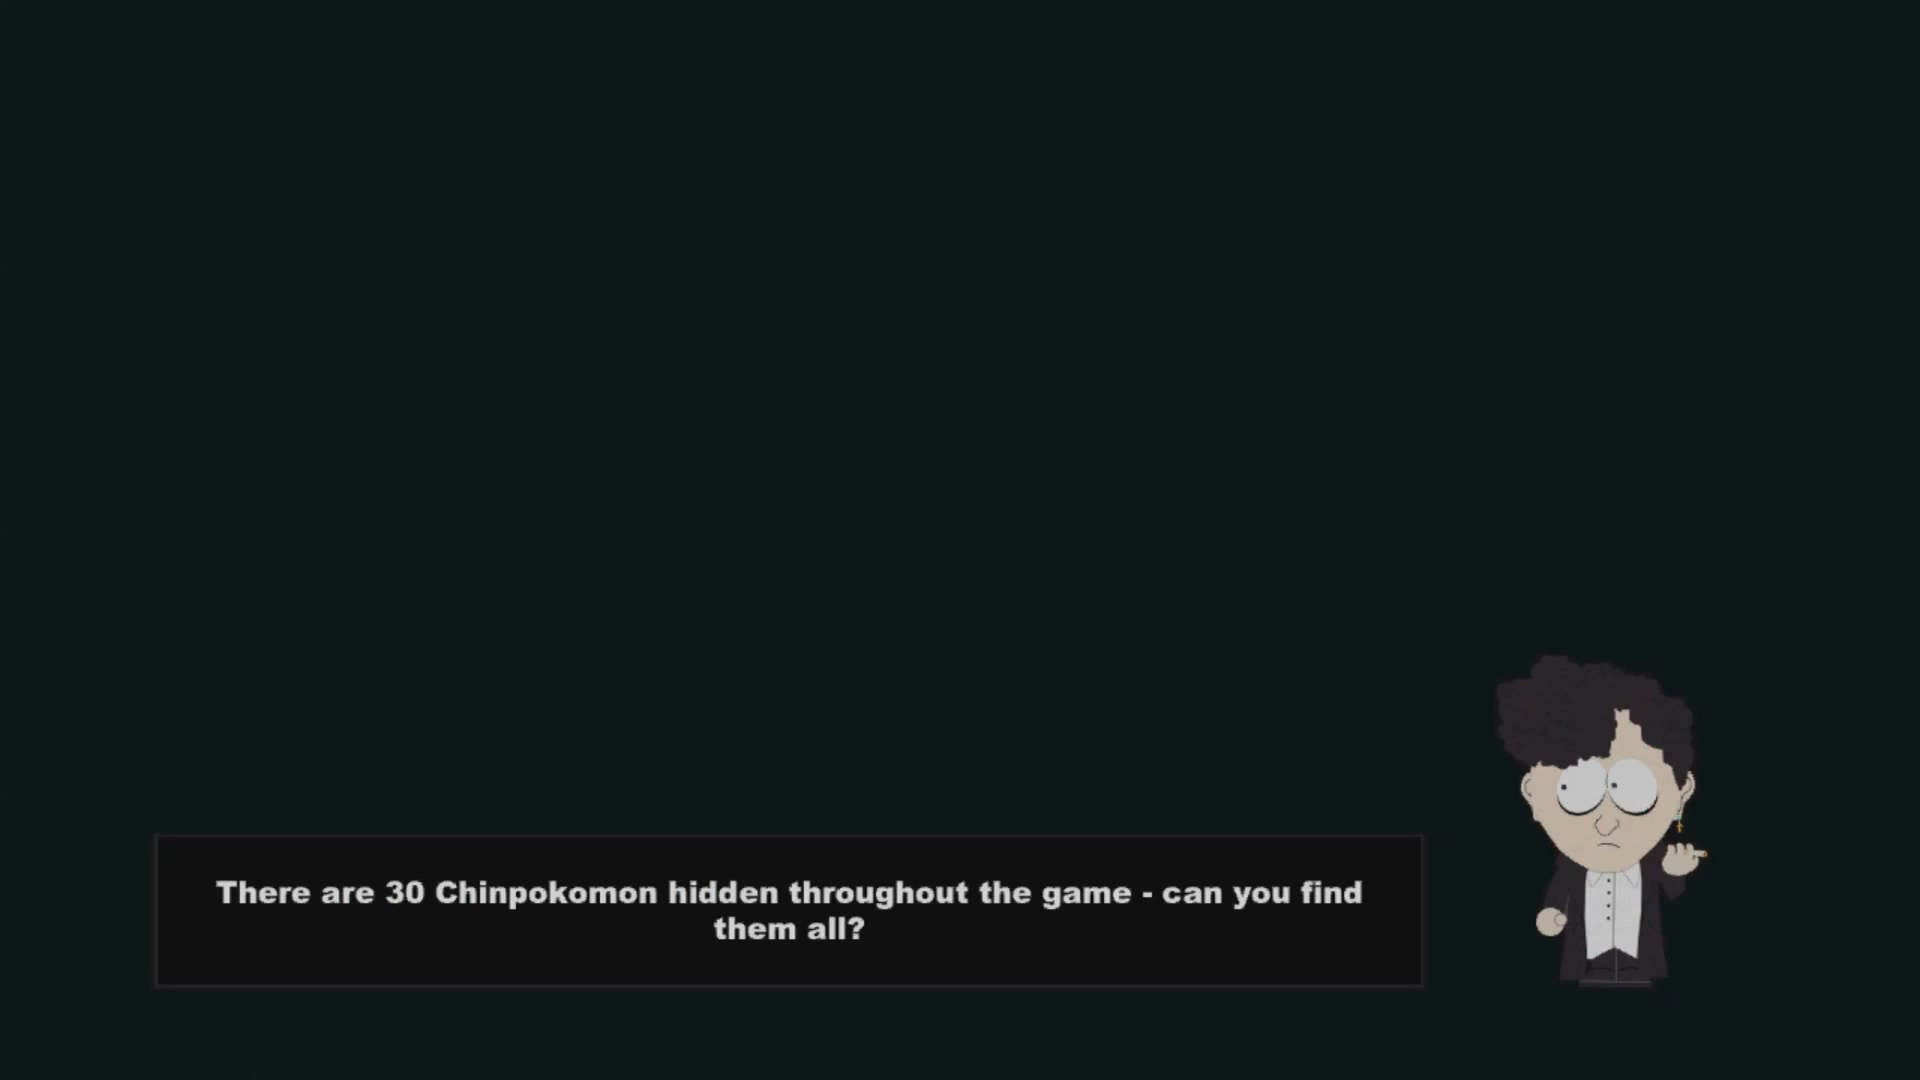 There are 30 Chinpokomon hidden throughout the game - can you find
them all?